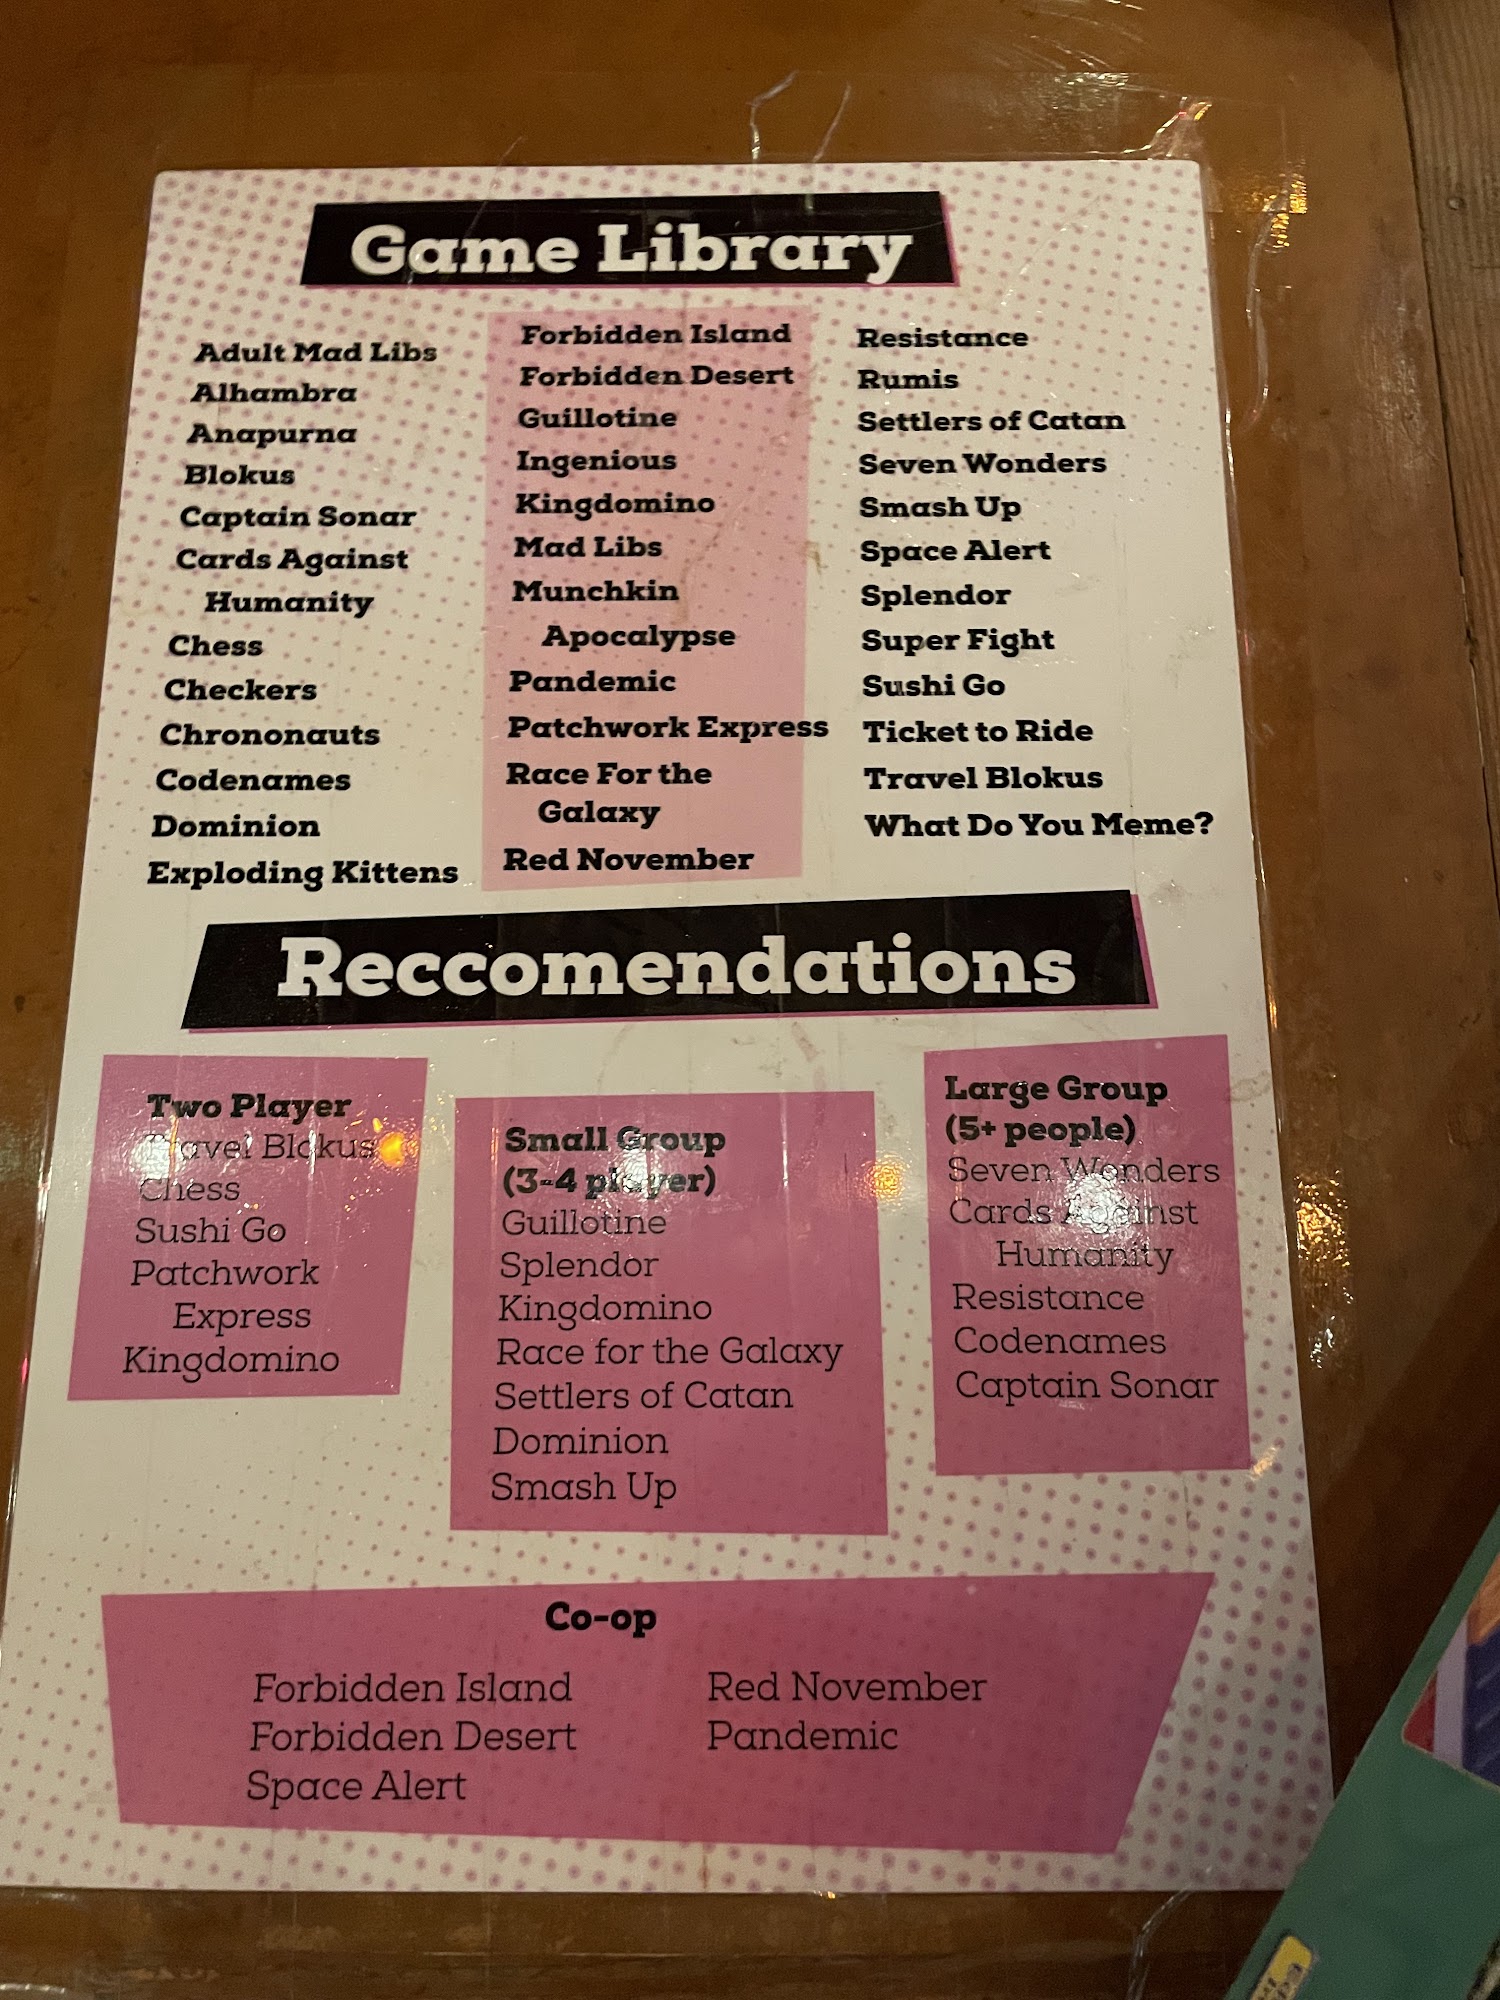 Game Library
Adult Mad Libs
Alhambra
Anapurna
Blokus
Captain Sonar
Cards Against
Humanity
Chess
Checkers
Chrononauts
Codenames
Dominion
Exploding Kittens
Forbidden Island
Forbidden Desert
Guillotine
Ingenious
Kingdomino
Mad Libs
Munchkin
Apocalypse
Pandemic
Patchwork Express
Race For the
Galaxy
Red November
Resistance
Rumis
Settlers of Catan
Seven Wonders
Smash Up
Space Alert
Splendor
Super Fight
Sushi Go
Ticket to Ride
Travel Blokus
What Do You Meme?
Reccomendations
Two Player
Travel Blokus
Chess
Sushi Go
Patchwork
Express
Kingdomino
Small Group
(3-4 player)
Guillotine
Splendor
Kingdomino
Race for the Galaxy
Settlers of Catan
Dominion
Smash Up
Large Group
(5+ people)
Seven Wonders
Cards Against
Humanity
Resistance
Codenames
Captain Sonar
Co-op
Forbidden Island
Forbidden Desert
Space Alert
Red November
Pandemic